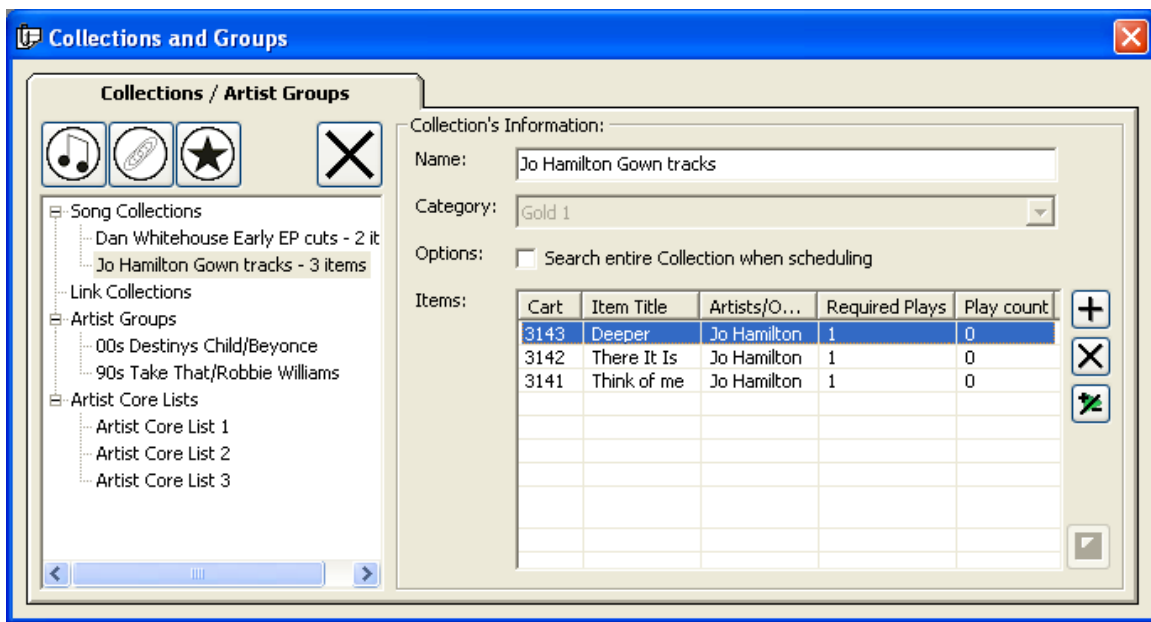 Collections and Groups
Collections / Artist Groups
Song Collections
Dan Whitehouse Early EP cuts - 2 it
Jo Hamilton Gown tracks - 3 items
Link Collections
Artist Groups
00s Destinys Child/Beyonce
90s Take That/Robbie Williams
Artist Core Lists
Artist Core List 1
Artist Core List 2
Artist Core List 3
Collection's Information:
Name: Jo Hamilton Gown tracks
Category: Gold 1
Options: Search entire Collection when scheduling
Items:
Cart Item Title Artists/O... Required Plays Play count
3143 Deeper Jo Hamilton 1 0
3142 There It Is Jo Hamilton 1 0
3141 Think of me Jo Hamilton 1 0